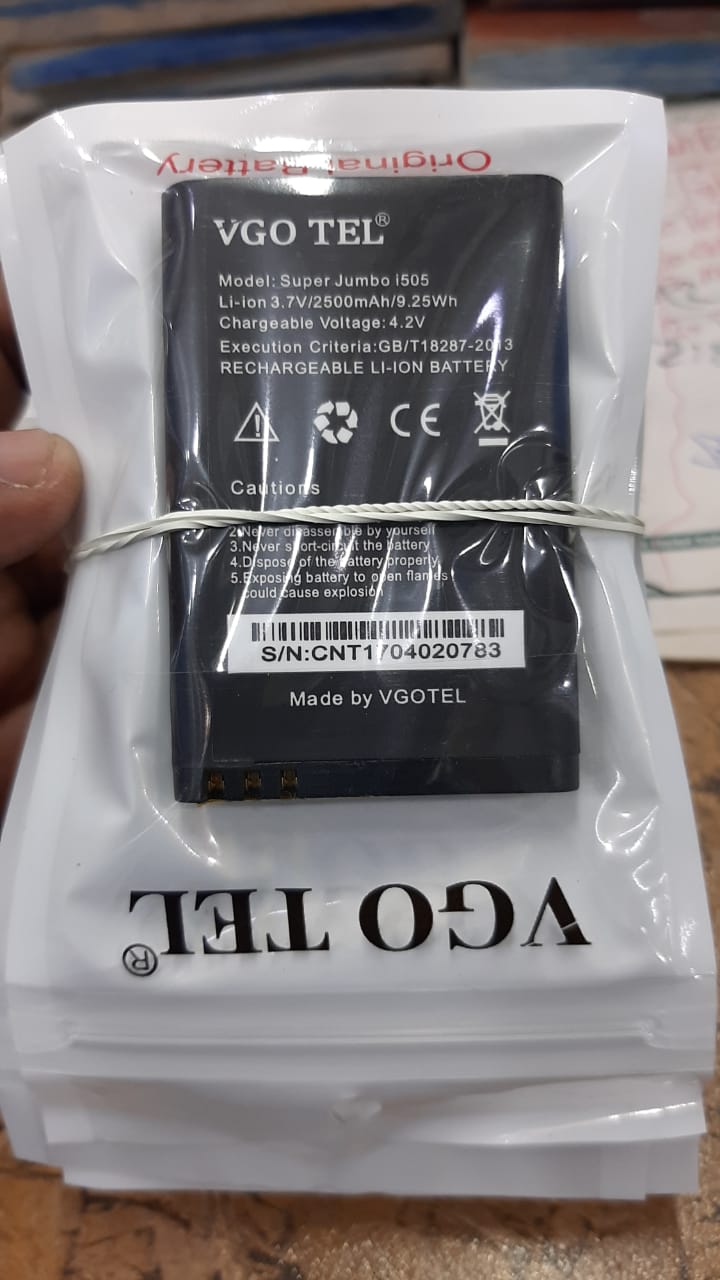 Original Battery
VGO TEL®
Model: Super Jumbo i505
Li-ion 3.7V/2500mAh/9.25Wh
Chargeable Voltage: 4.2V
Execution Criteria:GB/T18287-2013
RECHARGEABLE LI-ION BATTERY
CE
Cautions
2.Never disassemble by yourself
3.Never short-circuit the battery
4.Dispose of the battery properly
5.Exposing battery to open flames
could cause explosion
S/N:CNT1704020783
Made by VGOTEL
VGO TEL®